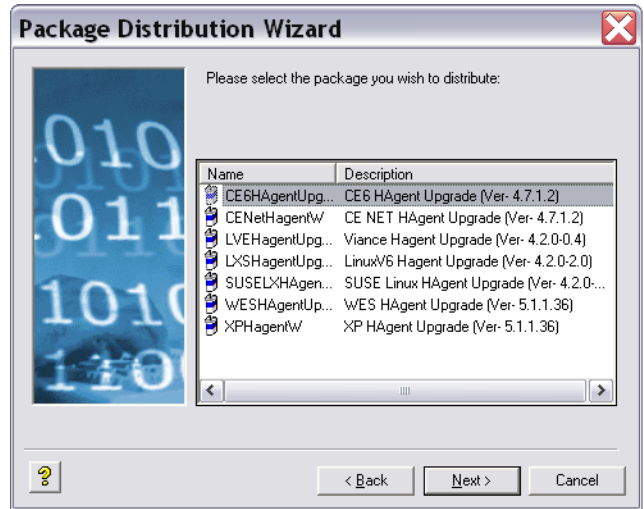 Package Distribution Wizard
Please select the package you wish to distribute:
Name Description
CE6HAgentUpg... CE6 HAgent Upgrade (Ver- 4.7.1.2)
CENetHagentW CE NET HAgent Upgrade (Ver- 4.7.1.2)
LVEHagentUpg... Viance Hagent Upgrade (Ver- 4.2.0-0.4)
LXSHagentUpg... LinuxV6 Hagent Upgrade (Ver- 4.2.0-2.0)
SUSELXHAgen... SUSE Linux HAgent Upgrade (Ver- 4.2.0-...
WESHAgentUp... WES HAgent Upgrade (Ver- 5.1.1.36)
XPHagentW XP HAgent Upgrade (Ver- 5.1.1.36)
010
011
1010
1100
? < Back Next > Cancel